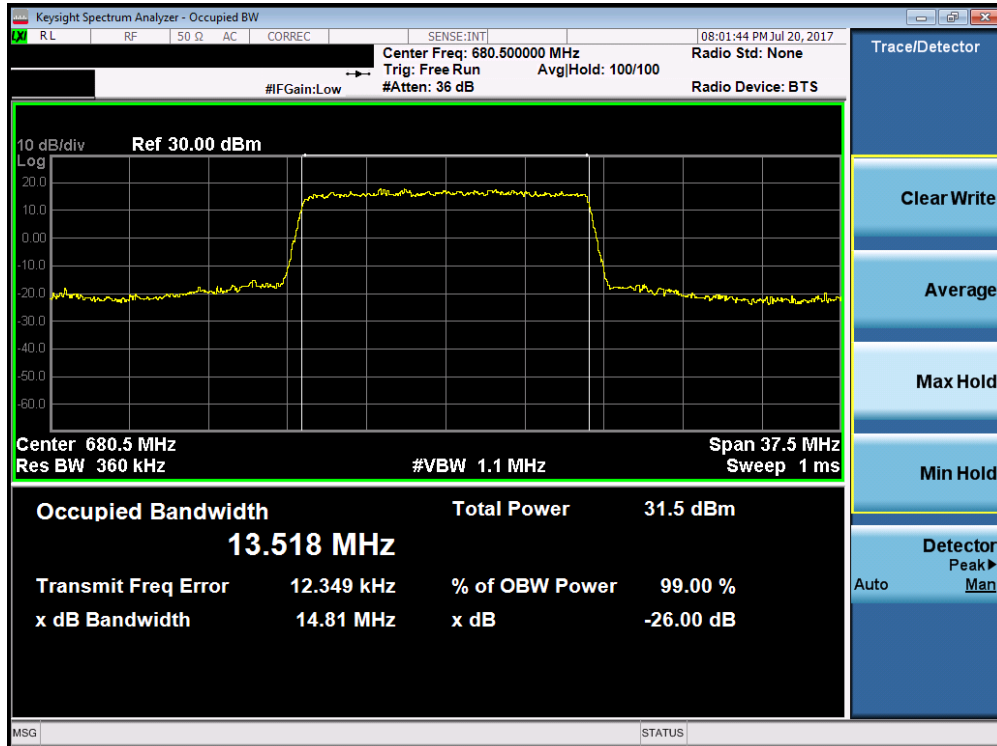 Keysight Spectrum Analyzer - Occupied BW
LXI RL RF 50 Ω AC CORREC SENSE:INT 08:01:44 PM Jul 20, 2017
Center Freq: 680.500000 MHz Radio Std: None
Trig: Free Run Avg|Hold: 100/100
#IFGain:Low #Atten: 36 dB Radio Device: BTS
10 dB/div Ref 30.00 dBm
Log
20.0
10.0
0.00
-10.0
-20.0
-30.0
-40.0
-50.0
-60.0
Center 680.5 MHz Span 37.5 MHz
Res BW 360 kHz #VBW 1.1 MHz Sweep 1 ms
Occupied Bandwidth Total Power 31.5 dBm
13.518 MHz
Transmit Freq Error 12.349 kHz % of OBW Power 99.00 %
x dB Bandwidth 14.81 MHz x dB -26.00 dB
MSG STATUS
Trace/Detector
Clear Write
Average
Max Hold
Min Hold
Detector
Peak▶
Auto Man